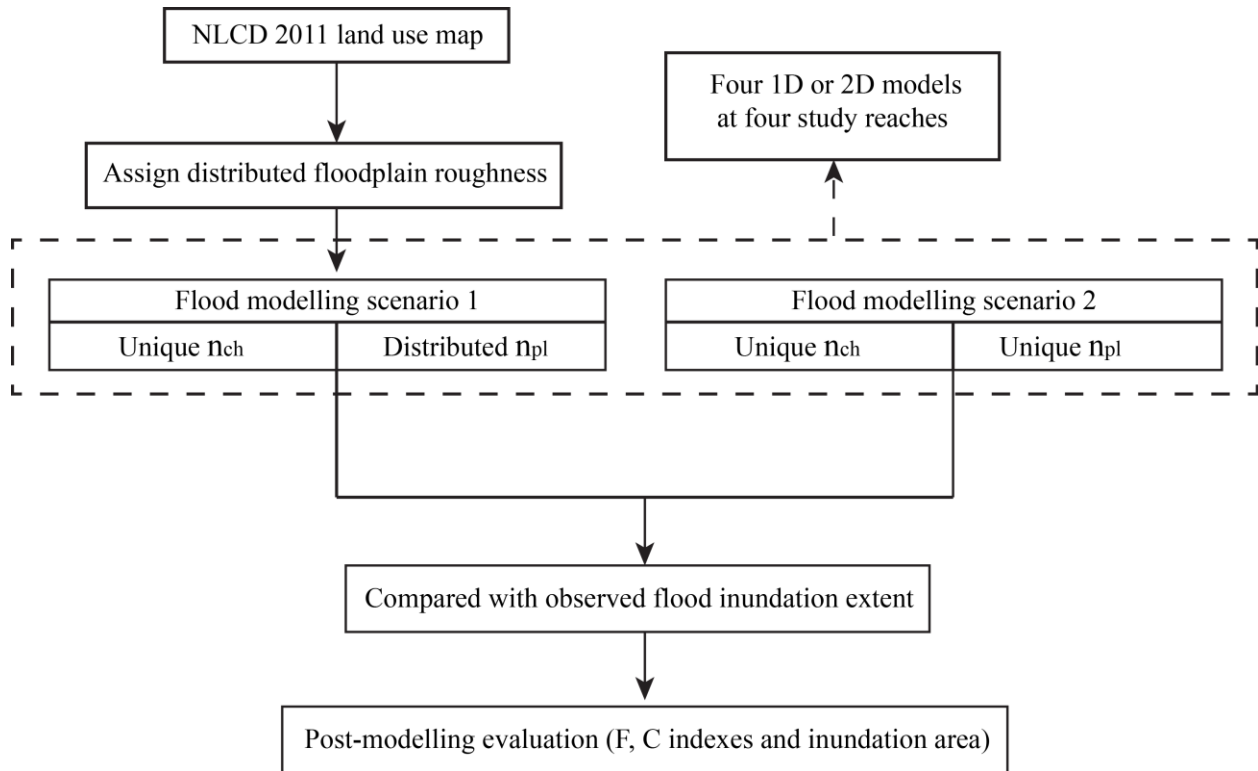 NLCD 2011 land use map
Four 1D or 2D models
at four study reaches
Assign distributed floodplain roughness
Flood modelling scenario 1
Unique nch
Distributed npl
Flood modelling scenario 2
Unique nch
Unique npl
Compared with observed flood inundation extent
Post-modelling evaluation (F, C indexes and inundation area)